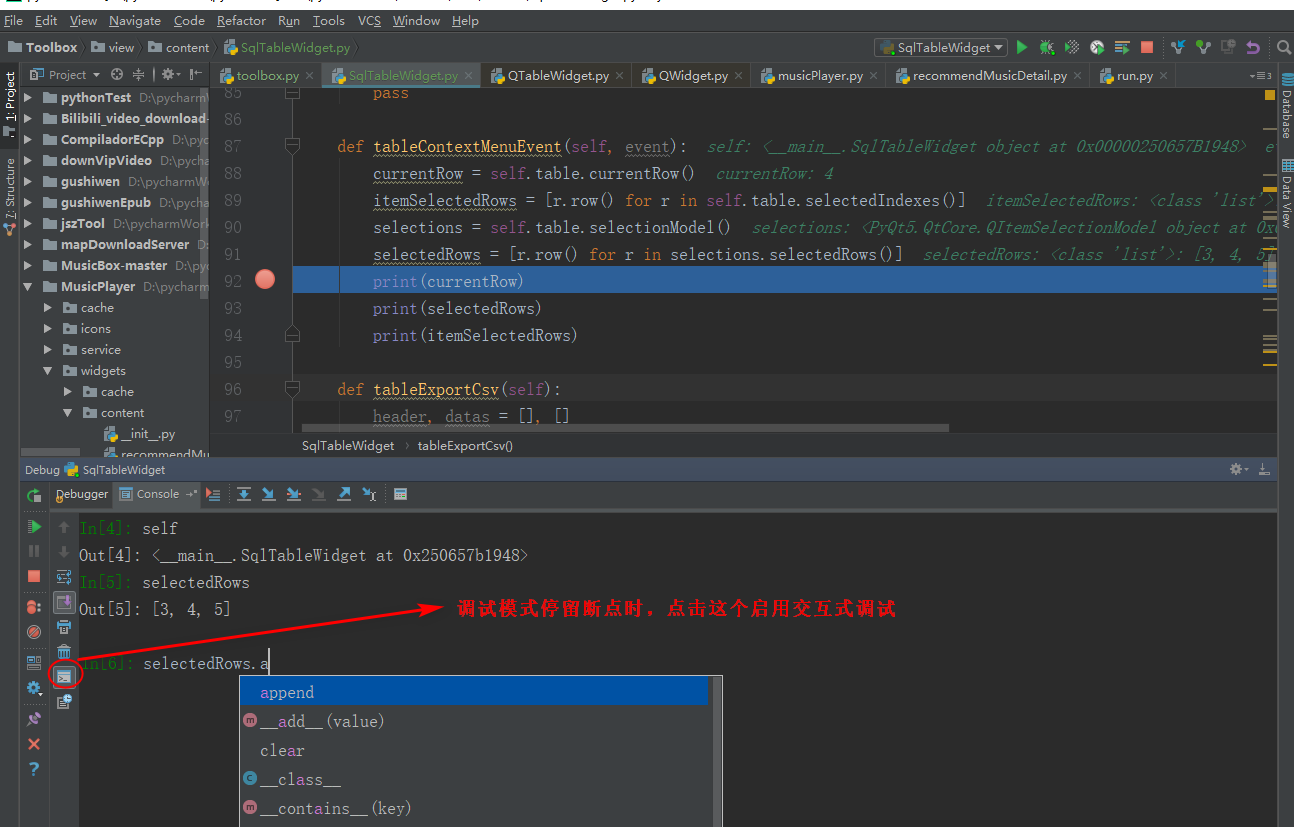 File Edit View Navigate Code Refactor Run Tools VCS Window Help
Toolbox view content SqlTableWidget.py SqlTableWidget
Project toolbox.py SqlTableWidget.py QTableWidget.py QWidget.py musicPlayer.py recommendMusicDetail.py run.py
1: Project
7: Structure
Database
Data View
pythonTest D:\pycharm
Bilibili_video_download-
CompiladorECpp D:\pyc
downVipVideo D:\pycha
gushiwen D:\pycharmW
gushiwenEpub D:\pych
jszTool D:\pycharmWork
mapDownloadServer D:
MusicBox-master D:\pyc
MusicPlayer D:\pycharm
cache
icons
service
widgets
cache
content
__init__.py
recommendMu
85 pass
86
87 def tableContextMenuEvent(self, event): self: <__main__.SqlTableWidget object at 0x00000250657B1948> e
88 currentRow = self.table.currentRow() currentRow: 4
89 itemSelectedRows = [r.row() for r in self.table.selectedIndexes()] itemSelectedRows: <class 'list'>
90 selections = self.table.selectionModel() selections: <PyQt5.QtCore.QItemSelectionModel object at 0x
91 selectedRows = [r.row() for r in selections.selectedRows()] selectedRows: <class 'list'>: [3, 4, 5]
92 print(currentRow)
93 print(selectedRows)
94 print(itemSelectedRows)
95
96 def tableExportCsv(self):
97 header, datas = [], []
SqlTableWidget › tableExportCsv()
Debug SqlTableWidget
Debugger Console
In[4]: self
Out[4]: <__main__.SqlTableWidget at 0x250657b1948>
In[5]: selectedRows
Out[5]: [3, 4, 5]
调试模式停留断点时，点击这个启用交互式调试
In[6]: selectedRows.a
append
m __add__(value)
clear
C __class__
m __contains__(key)